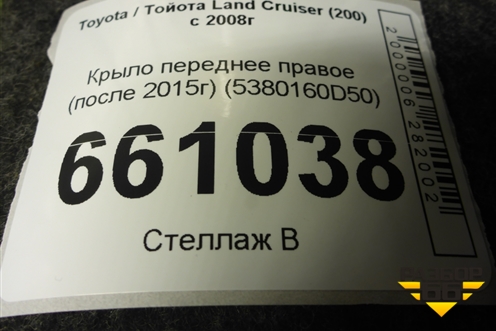 Toyota / Тойота Land Cruiser (200)
с 2008г
Крыло переднее правое
(после 2015г) (5380160D50)
661038
Стеллаж В
2000006282002